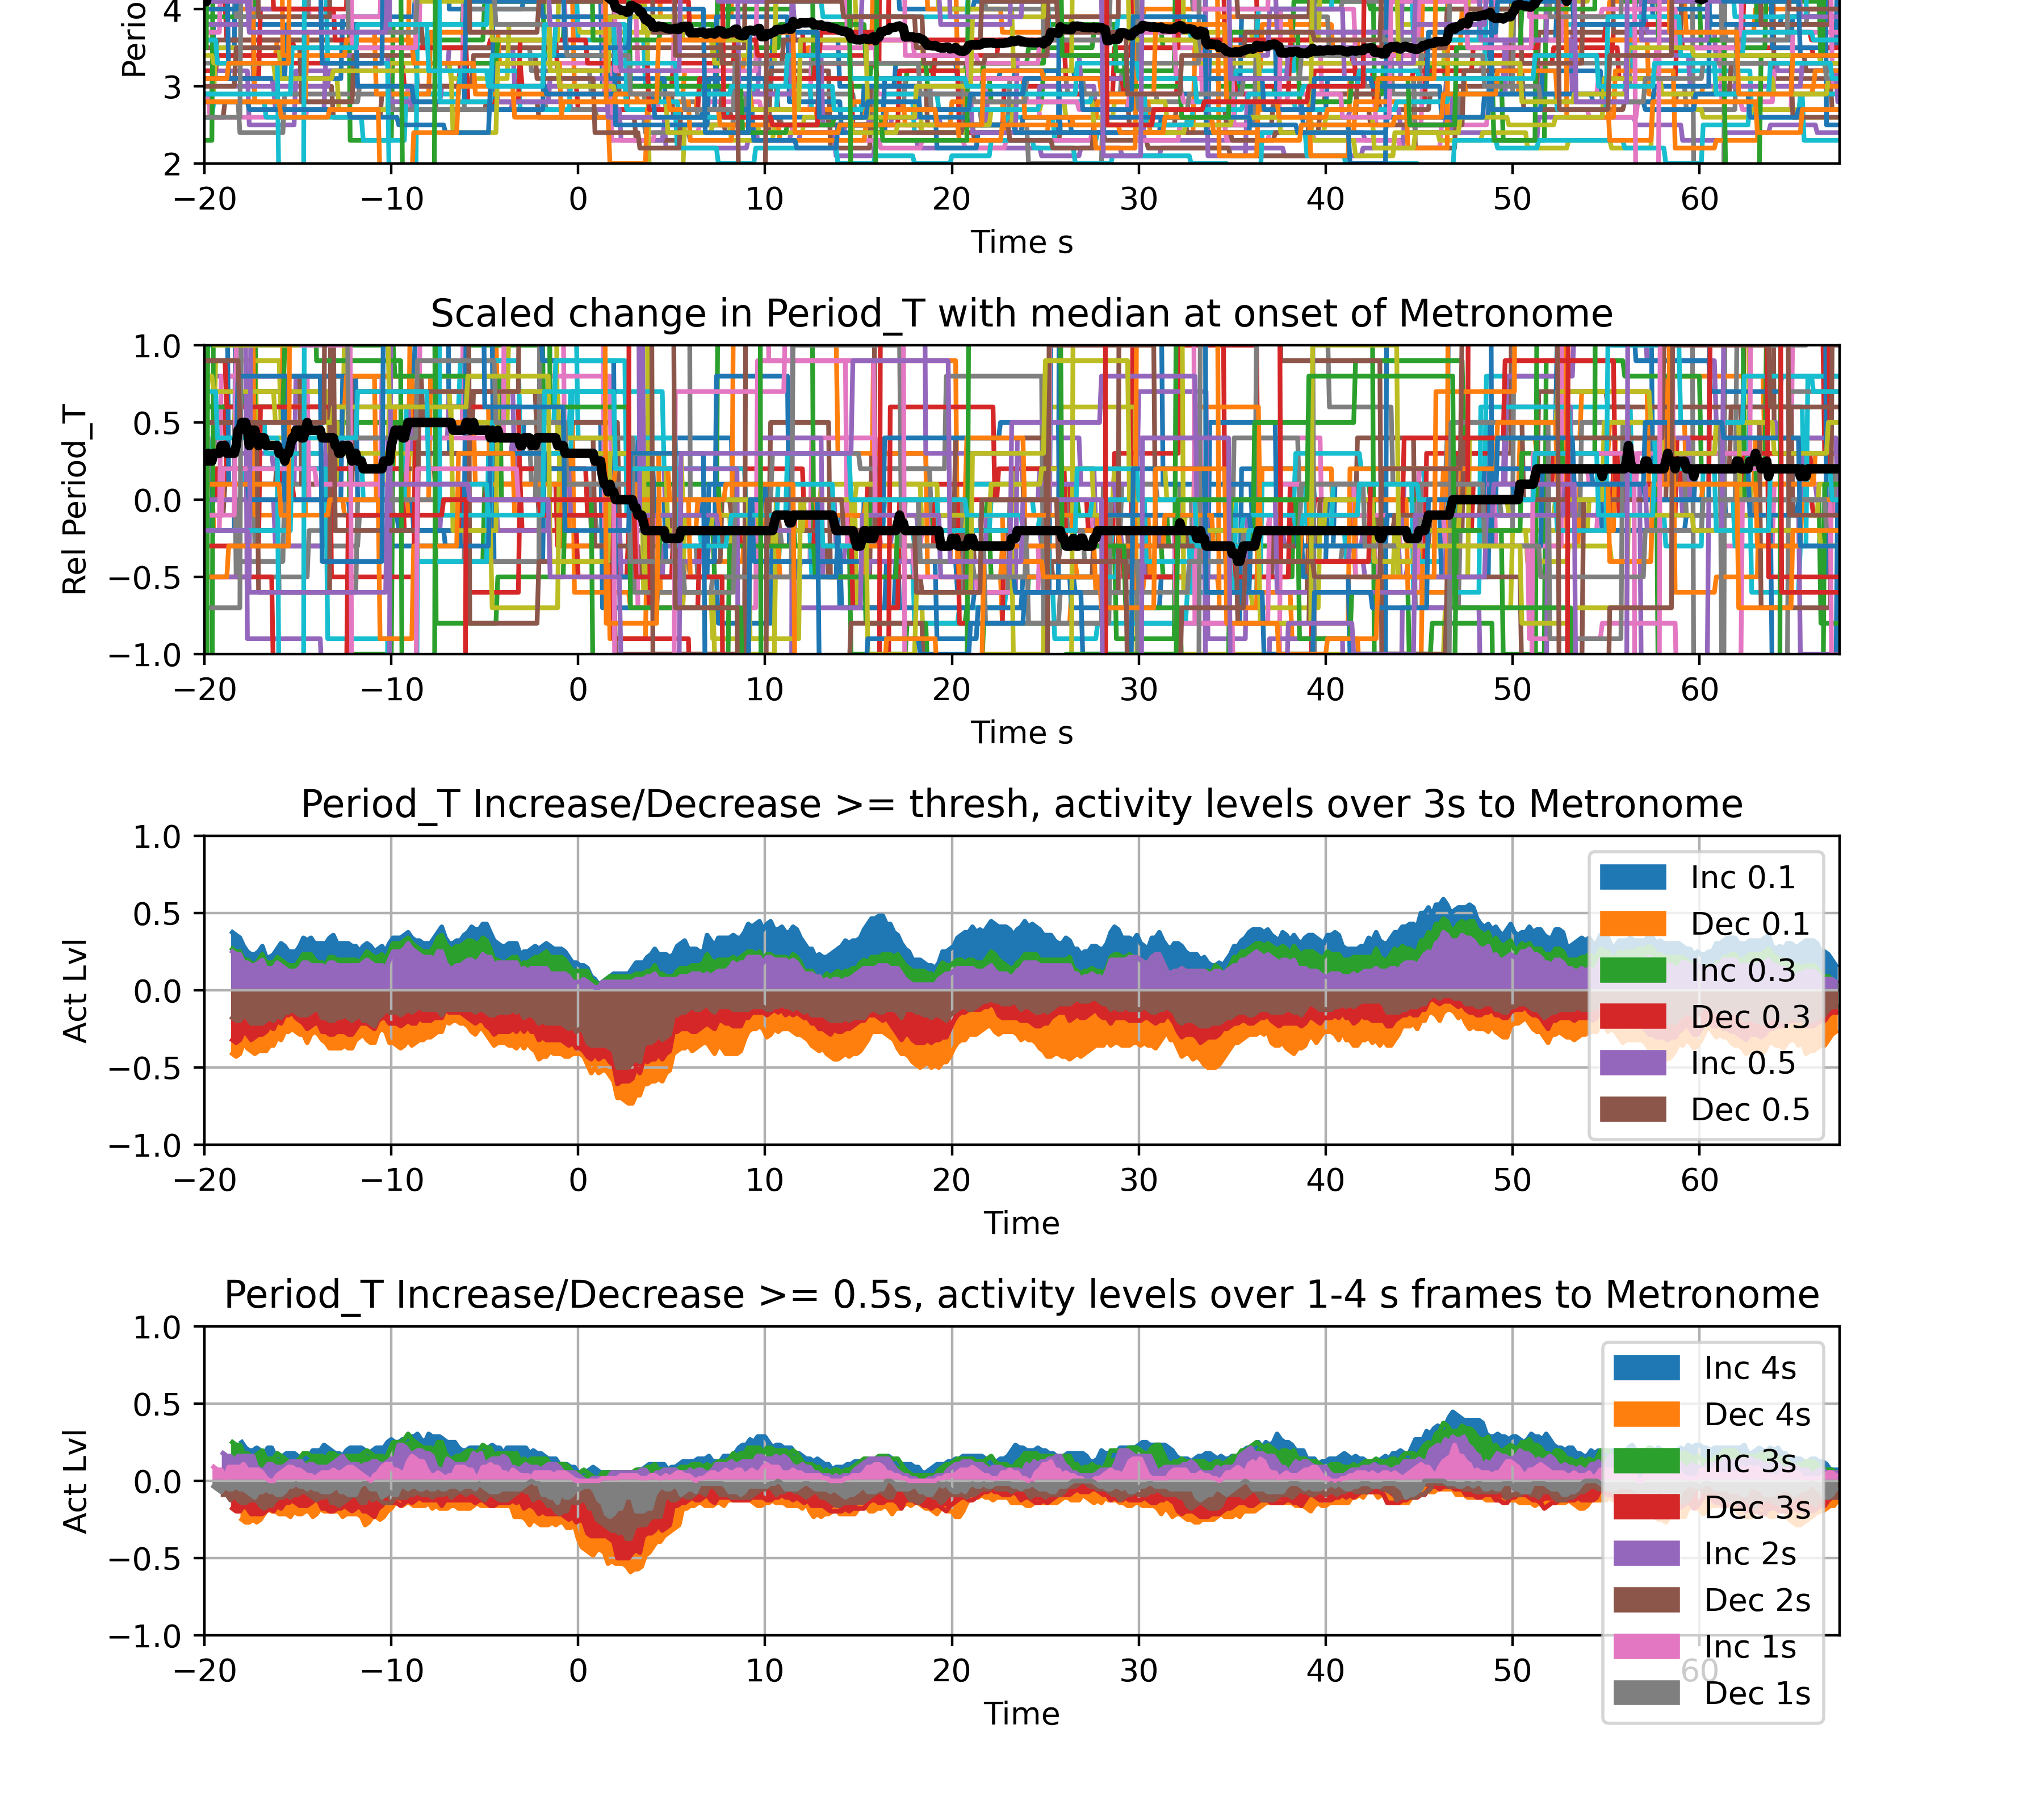 Perio
4
3
2
−20 −10 0 10 20 30 40 50 60
Time s
Scaled change in Period_T with median at onset of Metronome
Rel Period_T
1.0
0.5
0.0
−0.5
−1.0
−20 −10 0 10 20 30 40 50 60
Time s
Period_T Increase/Decrease >= thresh, activity levels over 3s to Metronome
Act Lvl
1.0
0.5
0.0
−0.5
−1.0
Inc 0.1
Dec 0.1
Inc 0.3
Dec 0.3
Inc 0.5
Dec 0.5
−20 −10 0 10 20 30 40 50 60
Time
Period_T Increase/Decrease >= 0.5s, activity levels over 1-4 s frames to Metronome
Act Lvl
1.0
0.5
0.0
−0.5
−1.0
Inc 4s
Dec 4s
Inc 3s
Dec 3s
Inc 2s
Dec 2s
Inc 1s
Dec 1s
−20 −10 0 10 20 30 40 50 60
Time